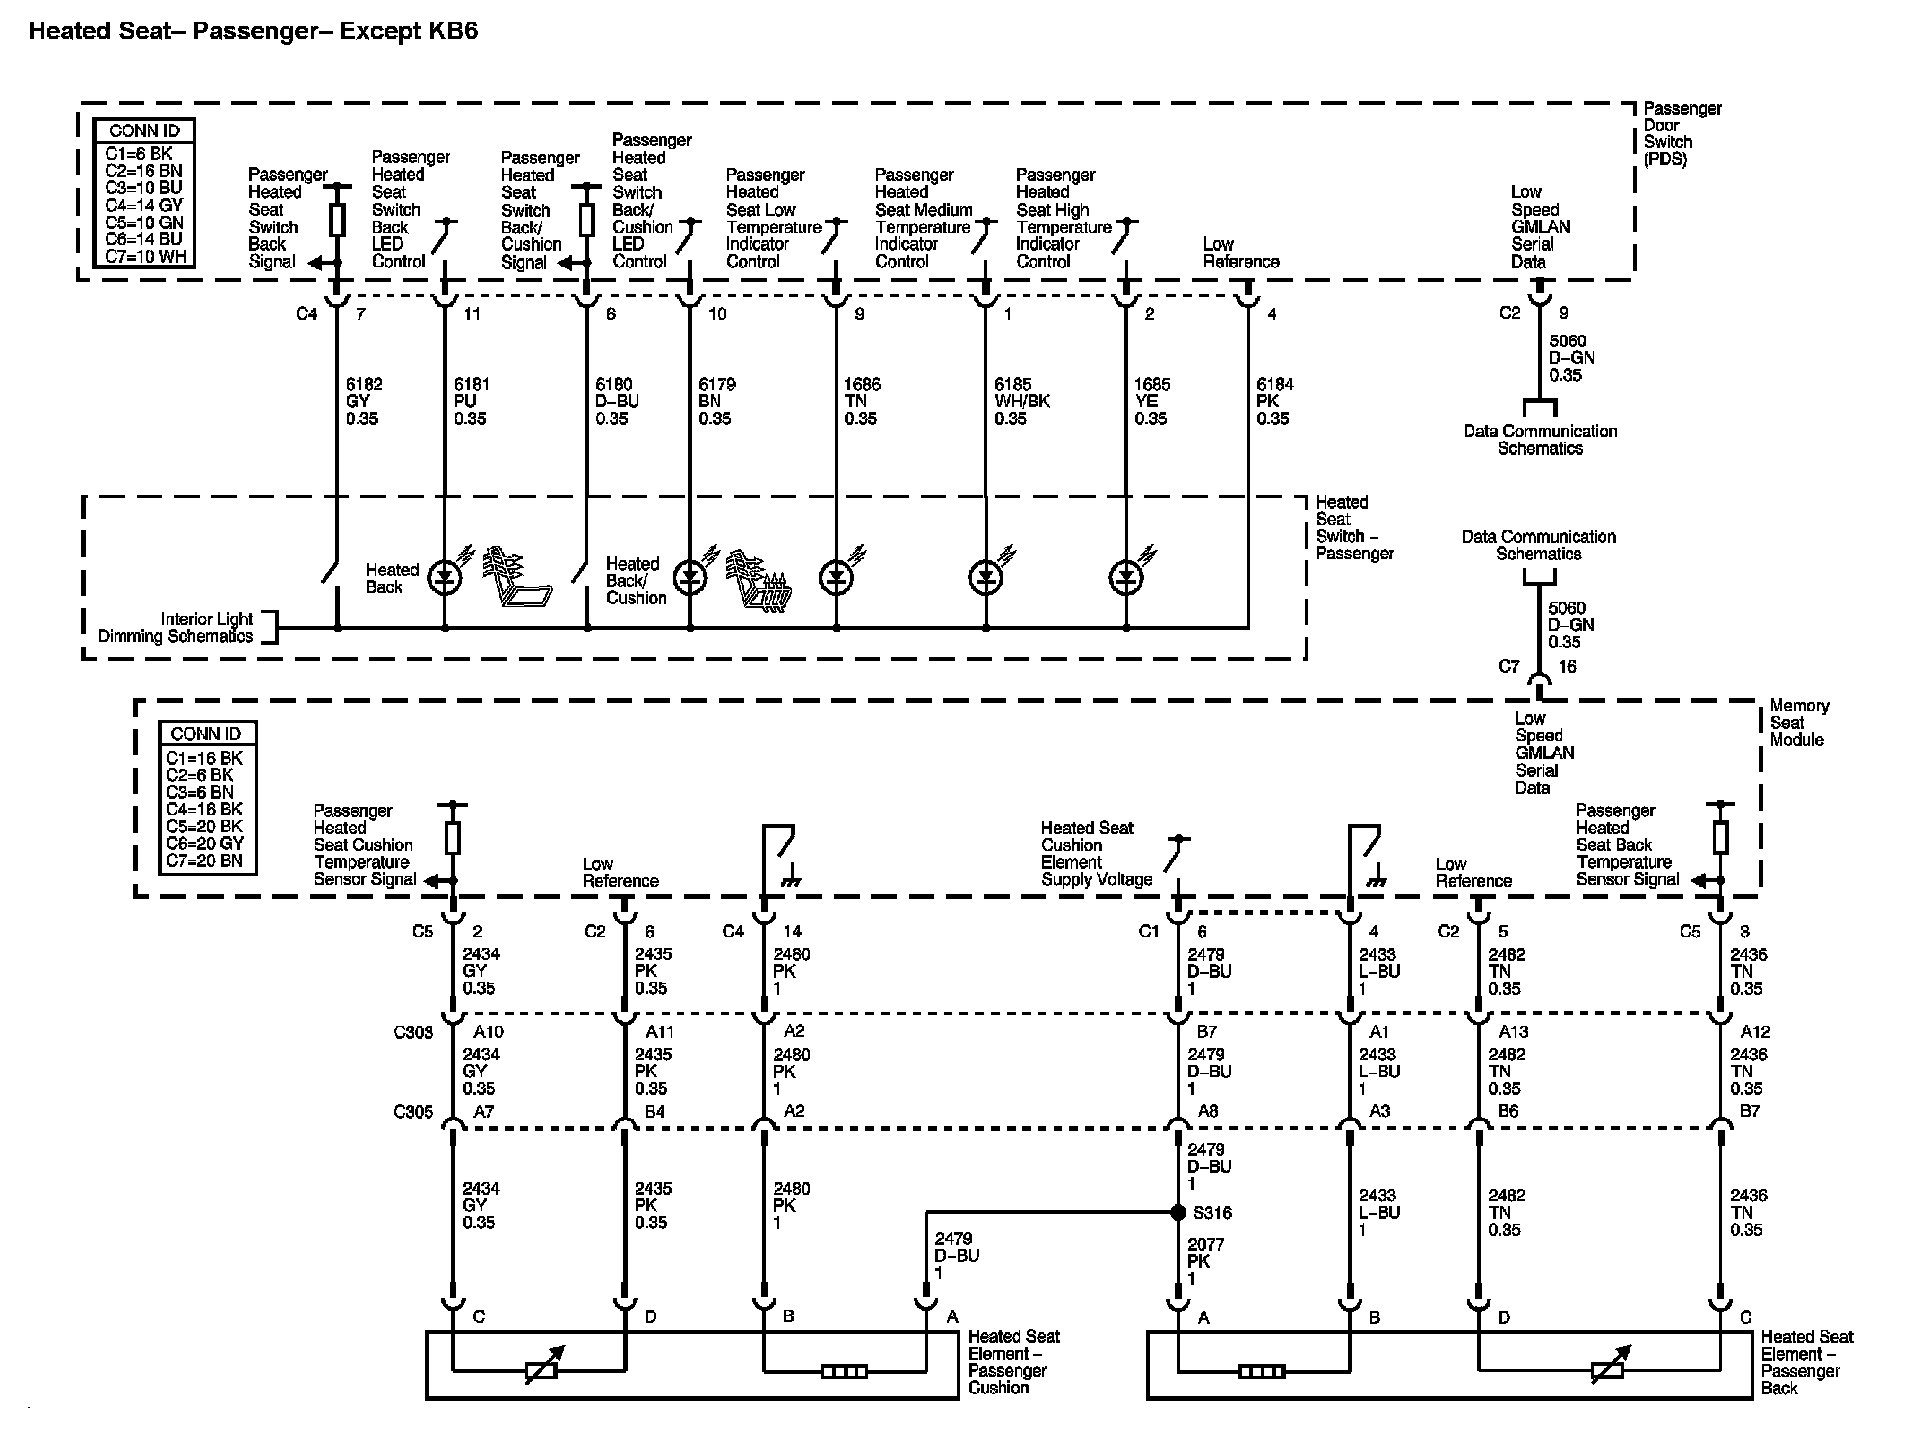 Heated Seat– Passenger– Except KB6
CONN ID
C1=6 BK
C2=16 BN
C3=10 BU
C4=14 GY
C5=10 GN
C6=14 BU
C7=10 WH
Passenger
Heated
Seat
Switch
Back
Signal
Passenger
Heated
Seat
Switch
Back
LED
Control
Passenger
Heated
Seat
Switch
Back/
Cushion
Signal
Passenger
Heated
Seat
Switch
Back/
Cushion
LED
Control
Passenger
Heated
Seat Low
Temperature
Indicator
Control
Passenger
Heated
Seat Medium
Temperature
Indicator
Control
Passenger
Heated
Seat High
Temperature
Indicator
Control
Low
Reference
Low
Speed
GMLAN
Serial
Data
Passenger
Door
Switch
(PDS)
C4 7 11 6 10 9 1 2 4 C2 9
6182
GY
0.35
6181
PU
0.35
6180
D–BU
0.35
6179
BN
0.35
1686
TN
0.35
6185
WH/BK
0.35
1685
YE
0.35
6184
PK
0.35
5060
D–GN
0.35
Data Communication
Schematics
Heated
Seat
Switch –
Passenger
Heated
Back
Heated
Back/
Cushion
Interior Light
Dimming Schematics
Data Communication
Schematics
5060
D–GN
0.35
C7 16
Memory
Seat
Module
CONN ID
C1=16 BK
C2=6 BK
C3=6 BN
C4=16 BK
C5=20 BK
C6=20 GY
C7=20 BN
Passenger
Heated
Seat Cushion
Temperature
Sensor Signal
Low
Reference
Heated Seat
Cushion
Element
Supply Voltage
Low
Reference
Low
Speed
GMLAN
Serial
Data
Passenger
Heated
Seat Back
Temperature
Sensor Signal
C5 2 C2 6 C4 14 C1 6 4 C2 5 C5 3
2434
GY
0.35
2435
PK
0.35
2480
PK
1
2479
D–BU
1
2433
L–BU
1
2482
TN
0.35
2436
TN
0.35
C303 A10 A11 A2 B7 A1 A13 A12
2434
GY
0.35
2435
PK
0.35
2480
PK
1
2479
D–BU
1
2433
L–BU
1
2482
TN
0.35
2436
TN
0.35
C305 A7 B4 A2 A8 A3 B6 B7
2434
GY
0.35
2435
PK
0.35
2480
PK
1
2479
D–BU
1
S316
2479
D–BU
1
2077
PK
1
2433
L–BU
1
2482
TN
0.35
2436
TN
0.35
C D B A A B D C
Heated Seat
Element –
Passenger
Cushion
Heated Seat
Element –
Passenger
Back